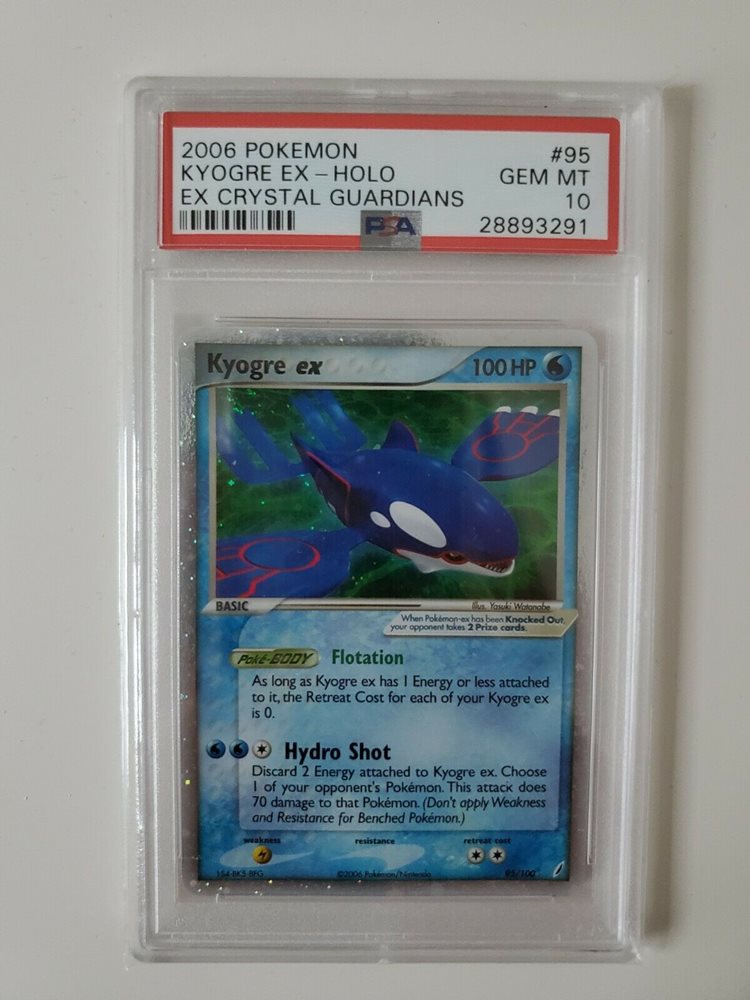 2006 POKEMON #95
KYOGRE EX – HOLO GEM MT
EX CRYSTAL GUARDIANS 10
PSA 28893291
Kyogre ex 100 HP
BASIC Illus. Yasuki Watanabe
When Pokémon-ex has been Knocked Out,
your opponent takes 2 Prize cards.
Poké-BODY Flotation
As long as Kyogre ex has 1 Energy or less attached
to it, the Retreat Cost for each of your Kyogre ex
is 0.
Hydro Shot
Discard 2 Energy attached to Kyogre ex. Choose
1 of your opponent's Pokémon. This attack does
70 damage to that Pokémon. (Don't apply Weakness
and Resistance for Benched Pokémon.)
weakness resistance retreat cost
©2006 Pokémon/Nintendo 95/100